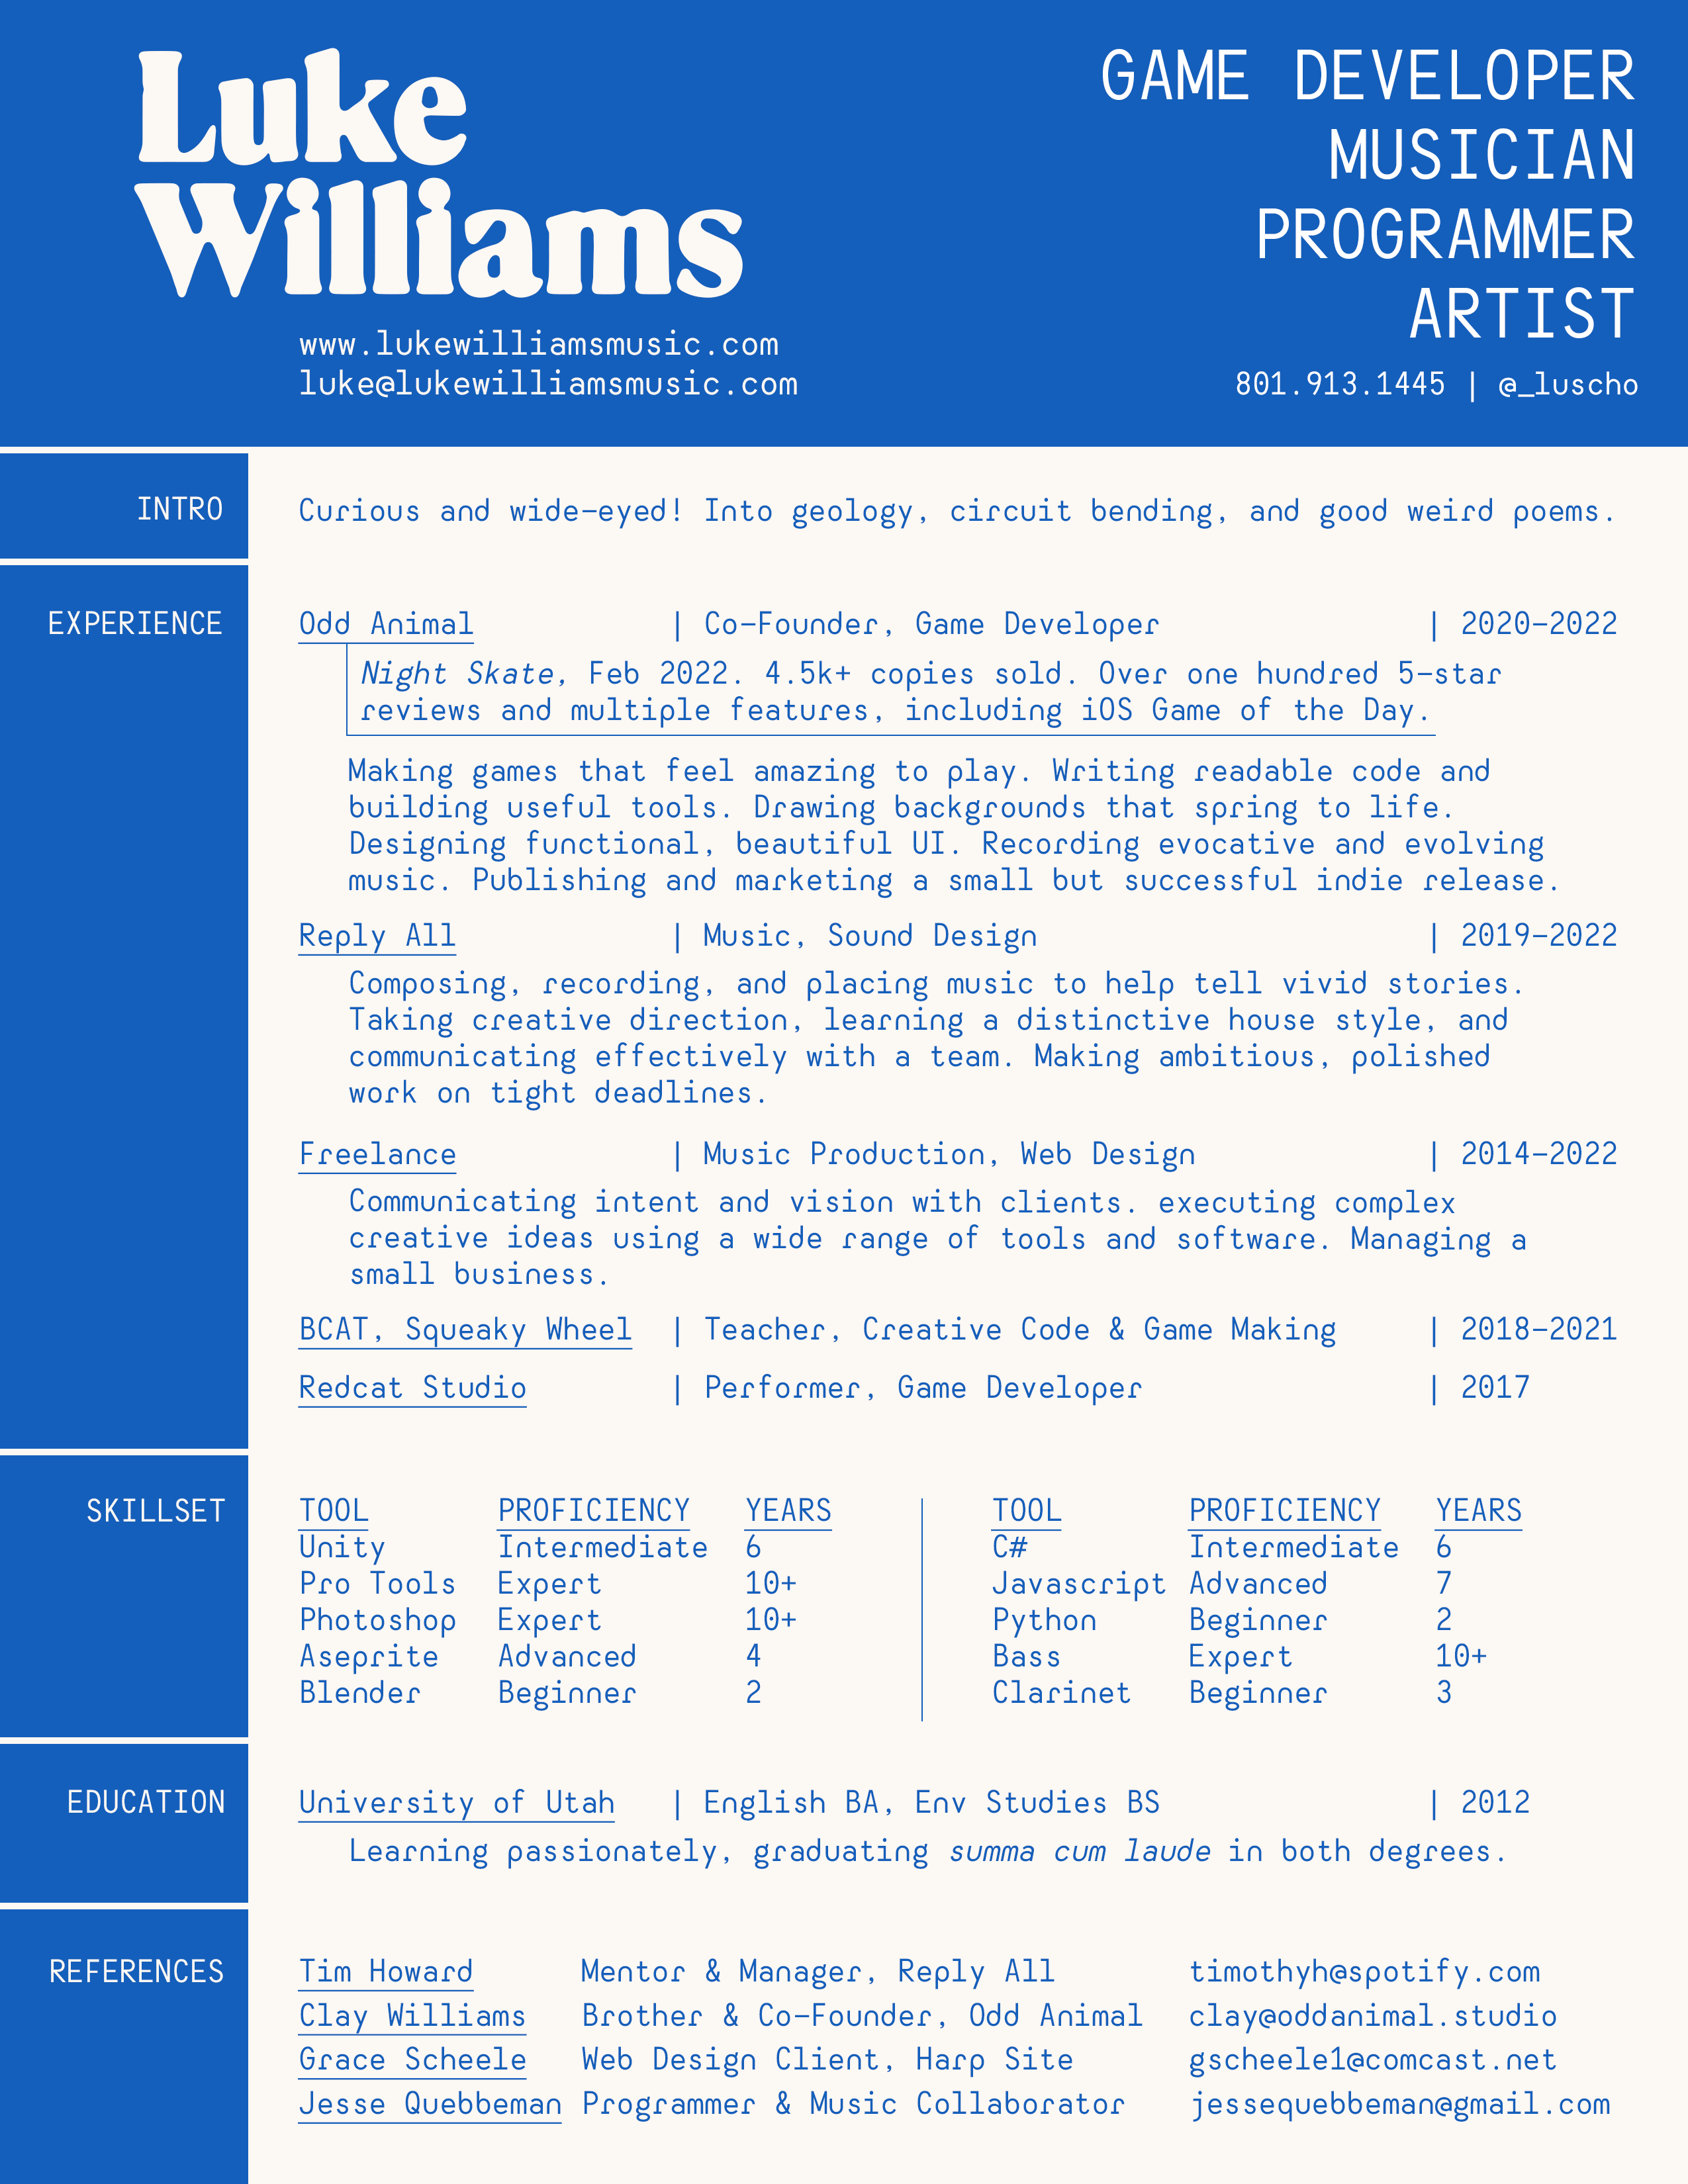 Luke
Williams
www.lukewilliamsmusic.com
luke@lukewilliamsmusic.com
GAME DEVELOPER
MUSICIAN
PROGRAMMER
ARTIST
801.913.1445 | @_luscho
INTRO
Curious and wide-eyed! Into geology, circuit bending, and good weird poems.
EXPERIENCE
Odd Animal | Co-Founder, Game Developer | 2020-2022
Night Skate, Feb 2022. 4.5k+ copies sold. Over one hundred 5-star
reviews and multiple features, including iOS Game of the Day.
Making games that feel amazing to play. Writing readable code and
building useful tools. Drawing backgrounds that spring to life.
Designing functional, beautiful UI. Recording evocative and evolving
music. Publishing and marketing a small but successful indie release.
Reply All | Music, Sound Design | 2019-2022
Composing, recording, and placing music to help tell vivid stories.
Taking creative direction, learning a distinctive house style, and
communicating effectively with a team. Making ambitious, polished
work on tight deadlines.
Freelance | Music Production, Web Design | 2014-2022
Communicating intent and vision with clients. executing complex
creative ideas using a wide range of tools and software. Managing a
small business.
BCAT, Squeaky Wheel | Teacher, Creative Code & Game Making | 2018-2021
Redcat Studio | Performer, Game Developer | 2017
SKILLSET
TOOL PROFICIENCY YEARS
Unity Intermediate 6
Pro Tools Expert 10+
Photoshop Expert 10+
Aseprite Advanced 4
Blender Beginner 2
TOOL PROFICIENCY YEARS
C# Intermediate 6
Javascript Advanced 7
Python Beginner 2
Bass Expert 10+
Clarinet Beginner 3
EDUCATION
University of Utah | English BA, Env Studies BS | 2012
Learning passionately, graduating summa cum laude in both degrees.
REFERENCES
Tim Howard Mentor & Manager, Reply All timothyh@spotify.com
Clay Williams Brother & Co-Founder, Odd Animal clay@oddanimal.studio
Grace Scheele Web Design Client, Harp Site gscheele1@comcast.net
Jesse Quebbeman Programmer & Music Collaborator jessequebbeman@gmail.com